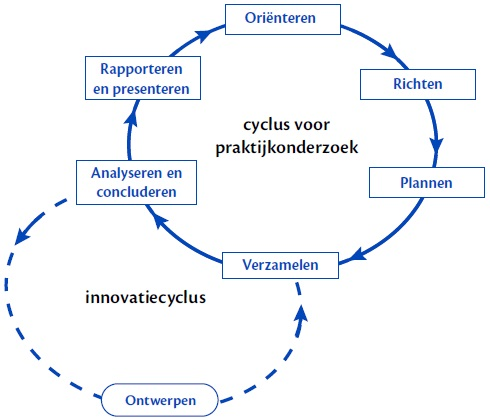 Oriënteren
Rapporteren
en presenteren
Richten
cyclus voor
praktijkonderzoek
Analyseren en
concluderen
Plannen
Verzamelen
innovatiecyclus
Ontwerpen